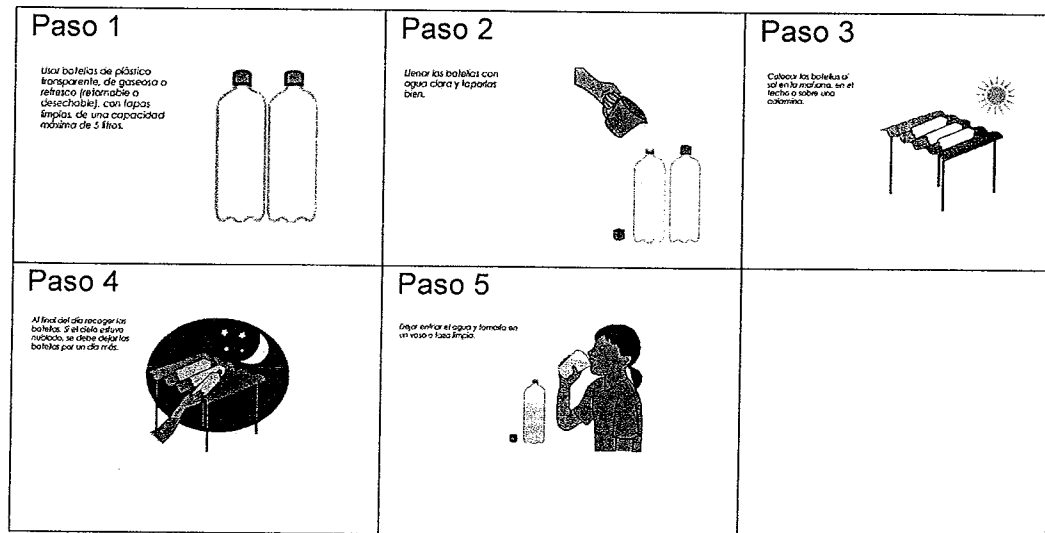 Paso 1
Usar botellas de plástico
transparente, de gaseosa o
refresco (retornable o
desechable), con tapas
limpias, de una capacidad
máxima de 5 litros.
Paso 2
Llenar las botellas con
agua clara y taparlas
bien.
Paso 3
Colocar las botellas al
sol en la mañana, en el
techo o sobre una
calamina.
Paso 4
Al final del día recoger las
botellas. Si el cielo estuvo
nublado, se debe dejar las
botellas por un día más.
Paso 5
Dejar enfriar el agua y tomarla en
un vaso o taza limpia.